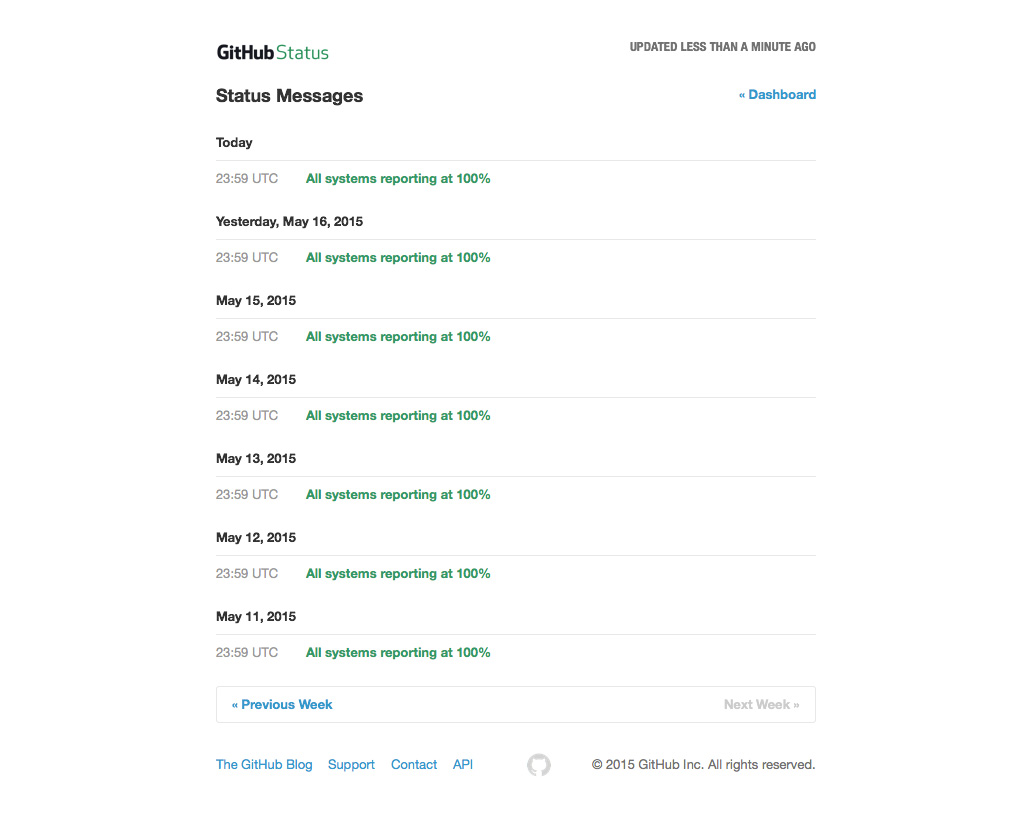 GitHub Status
UPDATED LESS THAN A MINUTE AGO
Status Messages
« Dashboard
Today
23:59 UTC All systems reporting at 100%
Yesterday, May 16, 2015
23:59 UTC All systems reporting at 100%
May 15, 2015
23:59 UTC All systems reporting at 100%
May 14, 2015
23:59 UTC All systems reporting at 100%
May 13, 2015
23:59 UTC All systems reporting at 100%
May 12, 2015
23:59 UTC All systems reporting at 100%
May 11, 2015
23:59 UTC All systems reporting at 100%
« Previous Week Next Week »
The GitHub Blog Support Contact API © 2015 GitHub Inc. All rights reserved.